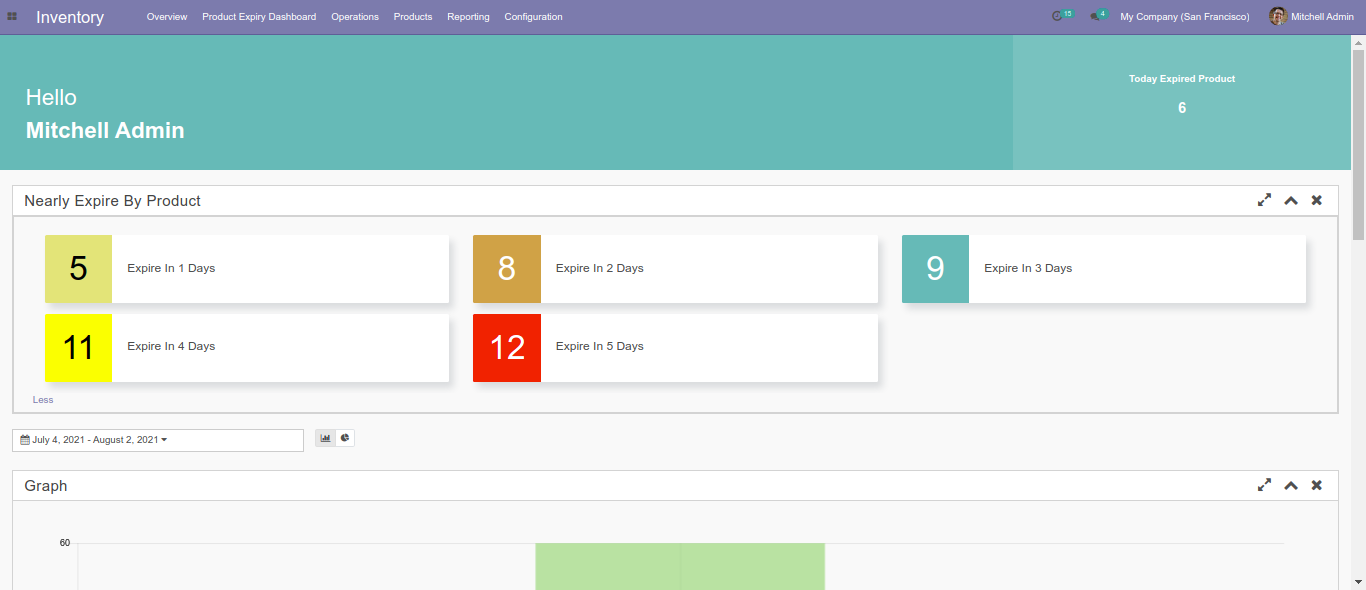 Inventory Overview Product Expiry Dashboard Operations Products Reporting Configuration 15 4 My Company (San Francisco) Mitchell Admin
Today Expired Product
6
Hello
Mitchell Admin
Nearly Expire By Product
5 Expire In 1 Days 8 Expire In 2 Days 9 Expire In 3 Days
11 Expire In 4 Days 12 Expire In 5 Days
Less
July 4, 2021 - August 2, 2021
Graph
60